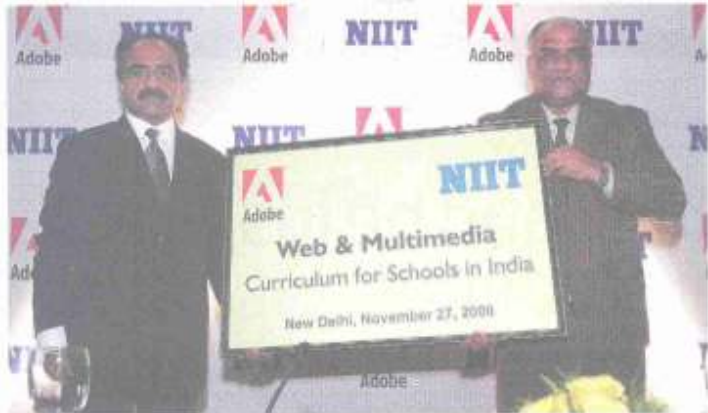 Adobe NIIT Adobe NIIT Adobe NIIT
NIIT NIIT
Adobe NIIT
Web & Multimedia
Curriculum for Schools in India
New Delhi, November 27, 2008
Adobe